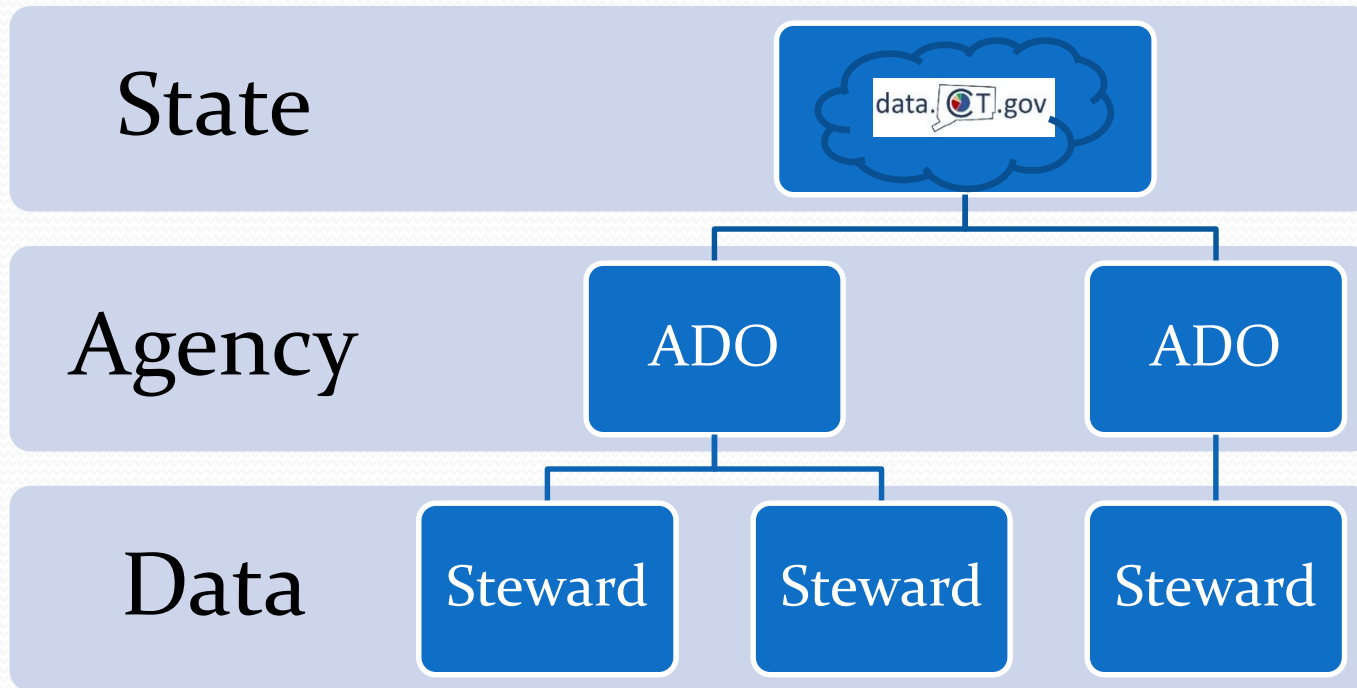 State
data.CT.gov
Agency
ADO
ADO
Data
Steward
Steward
Steward